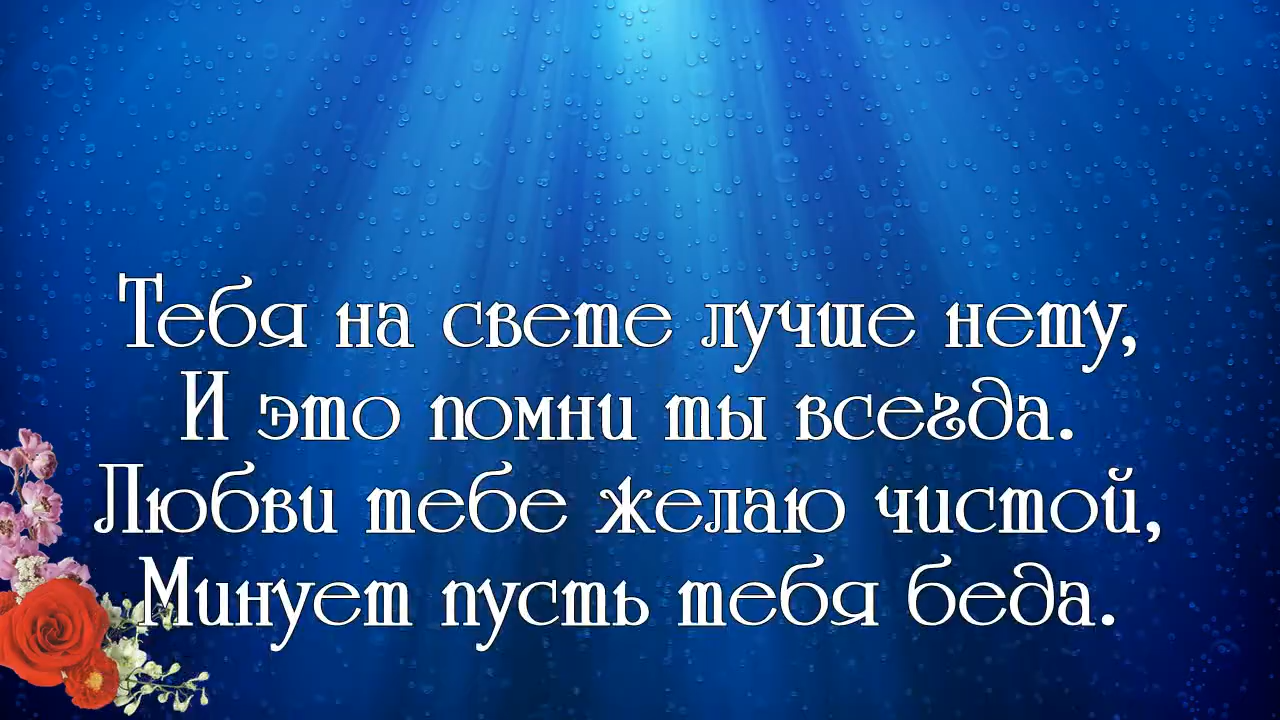 Тебя на свете лучше нету,
И это помни ты всегда.
Любви тебе желаю чистой,
Минует пусть тебя беда.